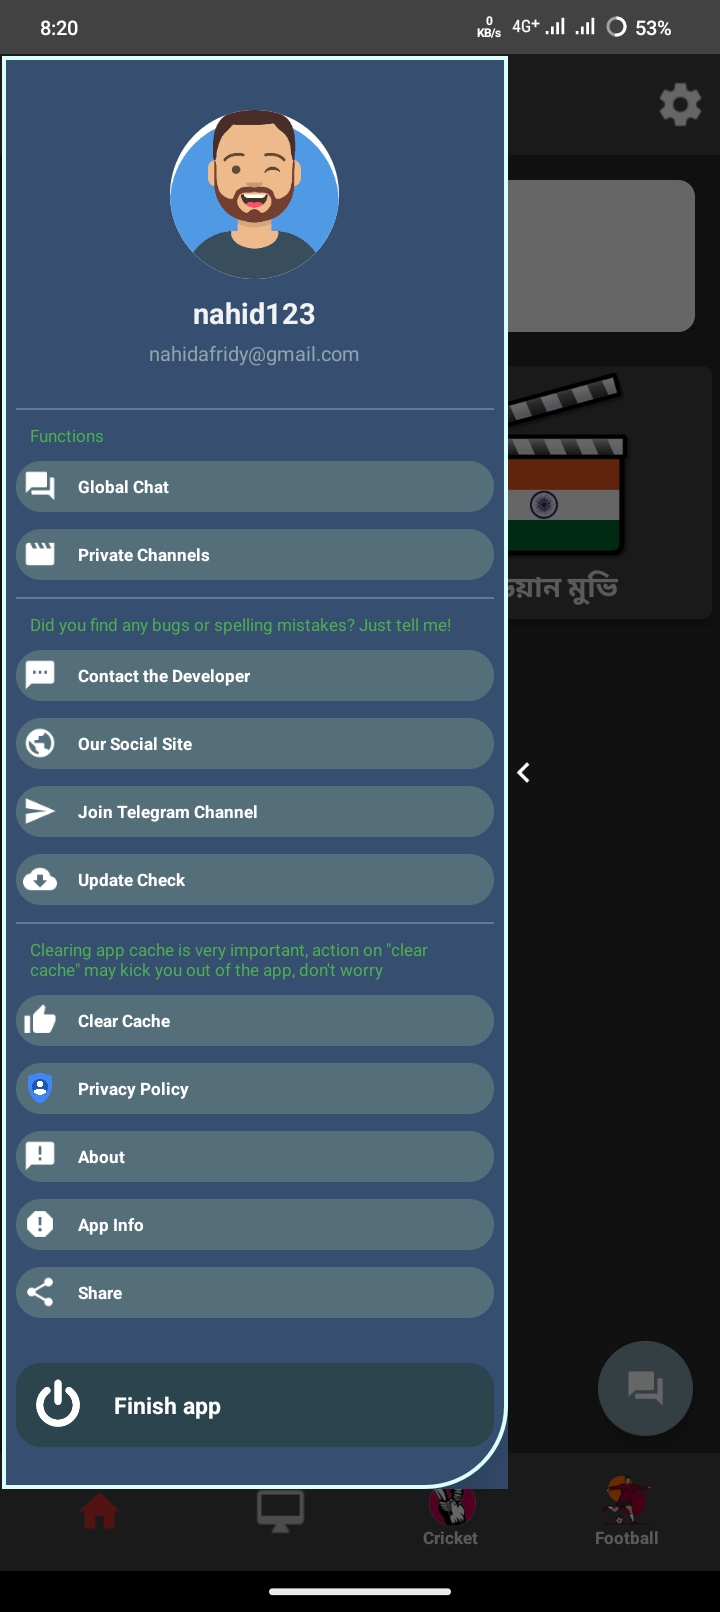 8:20
0
KB/s
4G+
53%
nahid123
nahidafridy@gmail.com
Functions
Global Chat
Private Channels
মুভি
Did you find any bugs or spelling mistakes? Just tell me!
Contact the Developer
Our Social Site
Join Telegram Channel
Update Check
Clearing app cache is very important, action on "clear
cache" may kick you out of the app, don't worry
Clear Cache
Privacy Policy
About
App Info
Share
Finish app
Cricket
Football